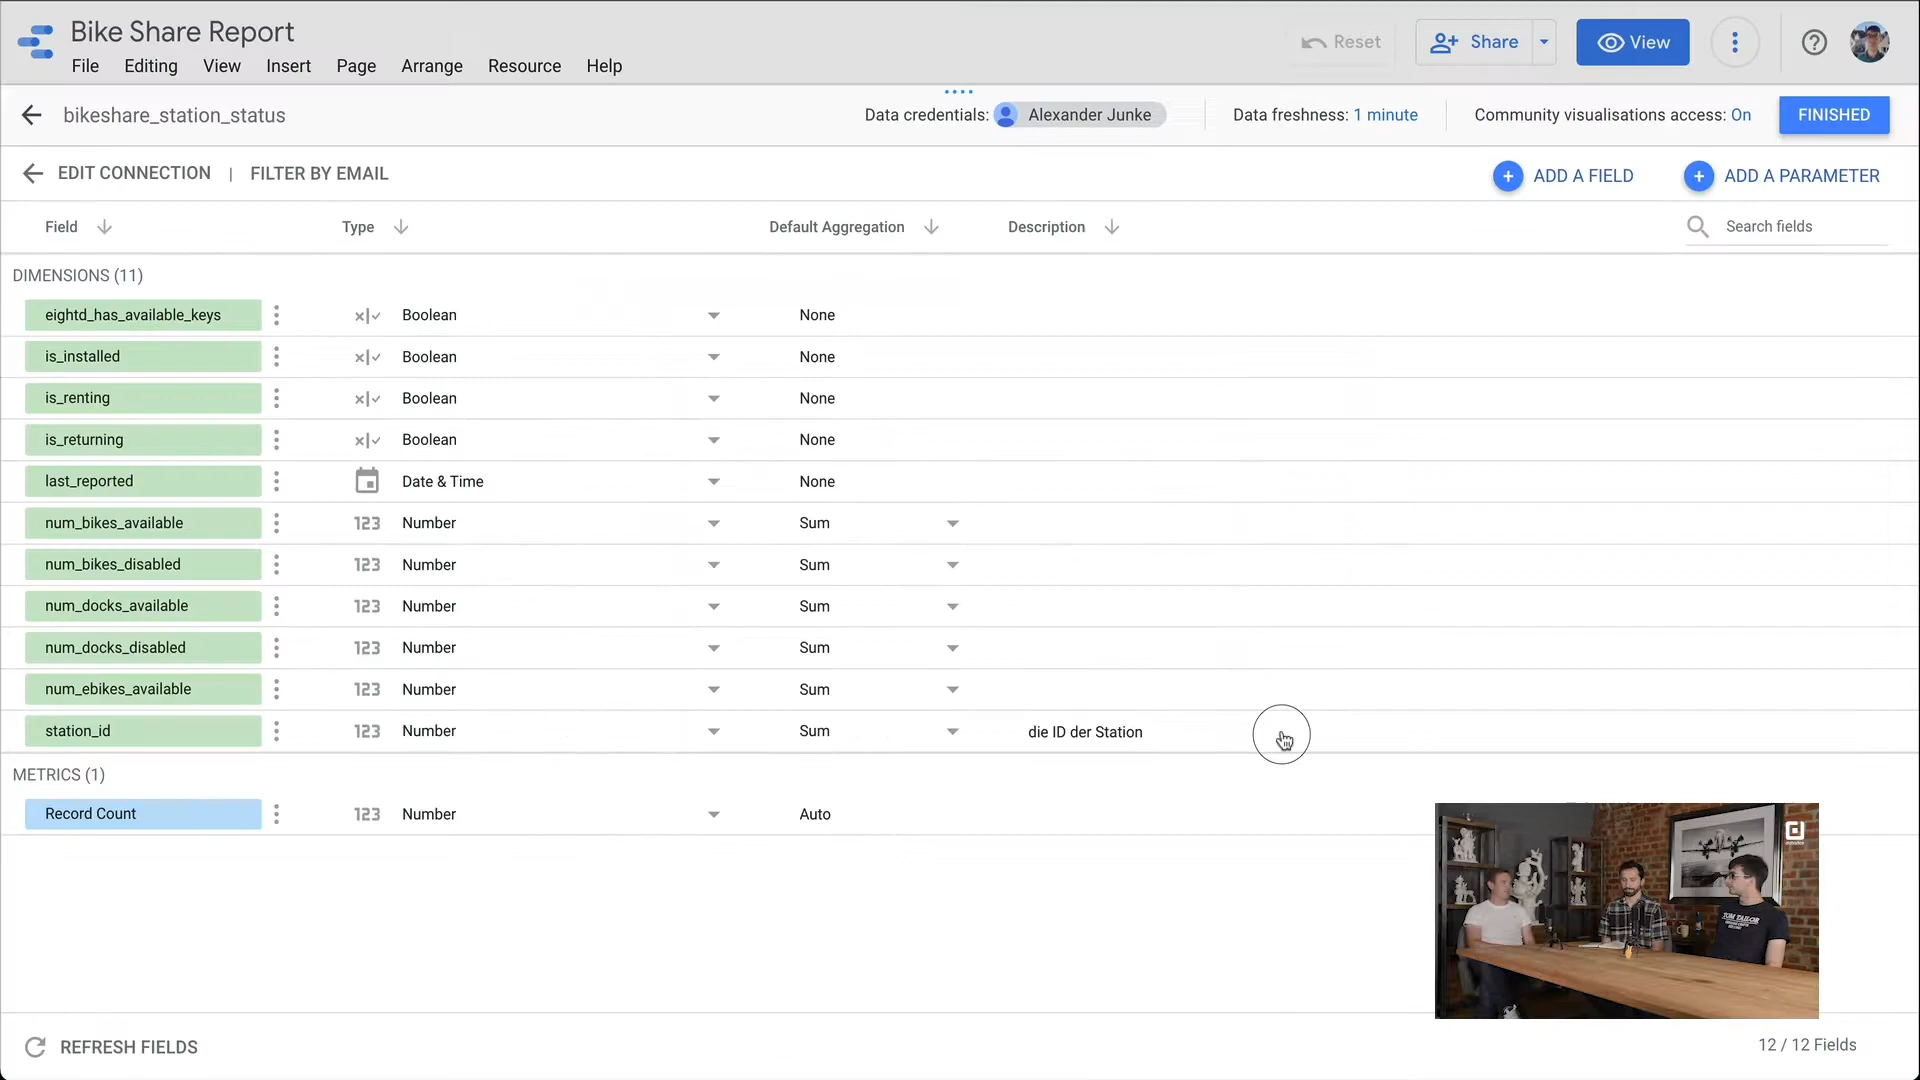 Bike Share Report
File Editing View Insert Page Arrange Resource Help
Reset Share View
bikeshare_station_status
Data credentials: Alexander Junke
Data freshness: 1 minute
Community visualisations access: On
FINISHED
EDIT CONNECTION | FILTER BY EMAIL
ADD A FIELD
ADD A PARAMETER
Field Type Default Aggregation Description Search fields
DIMENSIONS (11)
eightd_has_available_keys Boolean None
is_installed Boolean None
is_renting Boolean None
is_returning Boolean None
last_reported Date & Time None
num_bikes_available 123 Number Sum
num_bikes_disabled 123 Number Sum
num_docks_available 123 Number Sum
num_docks_disabled 123 Number Sum
num_ebikes_available 123 Number Sum
station_id 123 Number Sum die ID der Station
METRICS (1)
Record Count 123 Number Auto
TOM TAILOR
REFRESH FIELDS
12 / 12 Fields